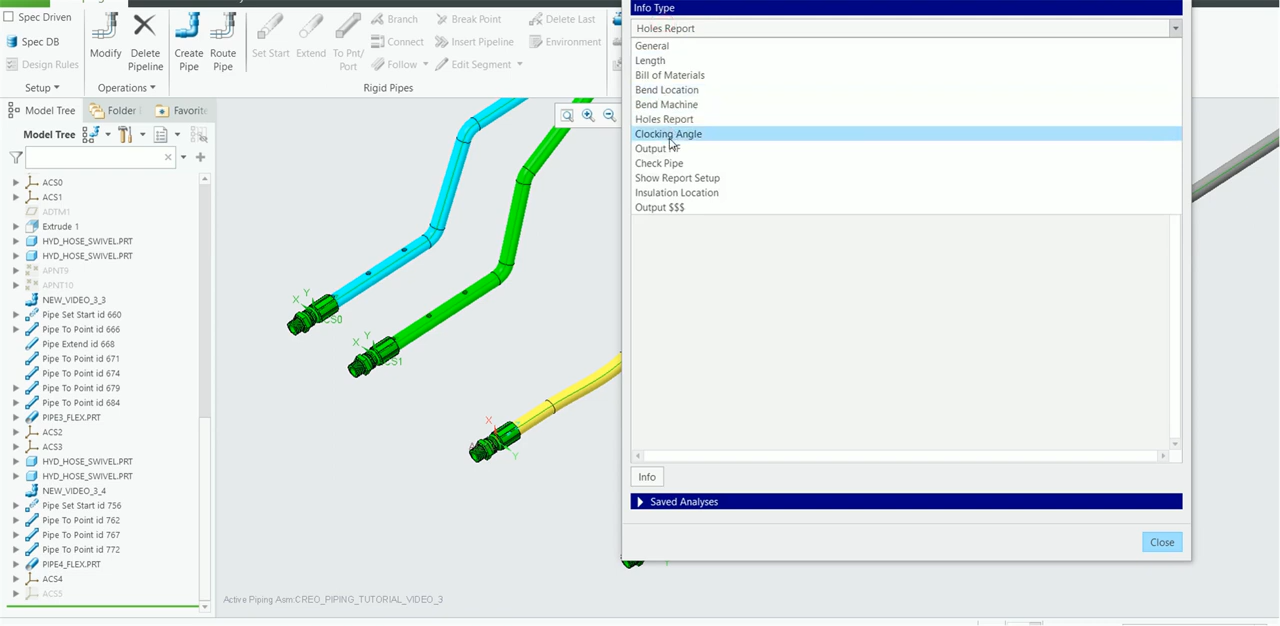 Spec Driven
Spec DB
Design Rules
Setup
Modify
Delete Pipeline
Operations
Create Pipe
Route Pipe
Set Start
Extend
To Pnt/Port
Branch
Connect
Follow
Break Point
Insert Pipeline
Edit Segment
Delete Last
Environment
Rigid Pipes
Model Tree
Folder
Favorite
Model Tree
ACS0
ACS1
ADTM1
Extrude 1
HYD_HOSE_SWIVEL.PRT
HYD_HOSE_SWIVEL.PRT
APNT9
APNT10
NEW_VIDEO_3_3
Pipe Set Start id 660
Pipe To Point id 666
Pipe Extend id 668
Pipe To Point id 671
Pipe To Point id 674
Pipe To Point id 679
Pipe To Point id 684
PIPE3_FLEX.PRT
ACS2
ACS3
HYD_HOSE_SWIVEL.PRT
HYD_HOSE_SWIVEL.PRT
NEW_VIDEO_3_4
Pipe Set Start id 756
Pipe To Point id 762
Pipe To Point id 767
Pipe To Point id 772
PIPE4_FLEX.PRT
ACS4
ACS5
X Y
X Y
X
Y
Y
Active Piping Asm:CREO_PIPING_TUTORIAL_VIDEO_3
Info Type
Holes Report
General
Length
Bill of Materials
Bend Location
Bend Machine
Holes Report
Clocking Angle
Output
Check Pipe
Show Report Setup
Insulation Location
Output $$$
Info
Saved Analyses
Close